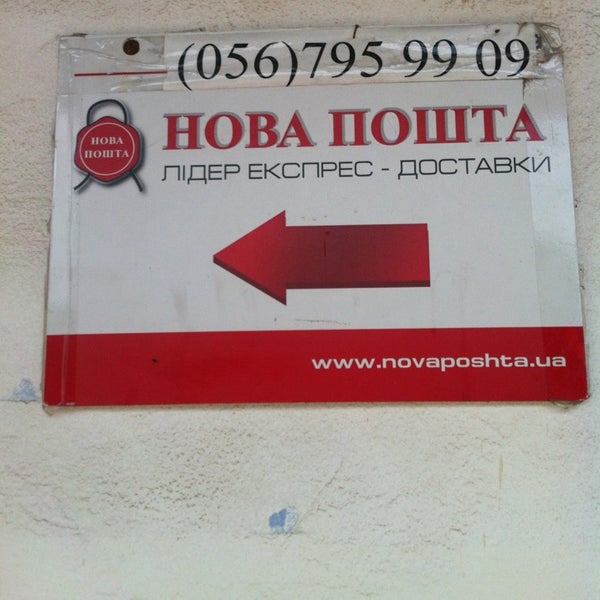 (056)795 99 09
НОВА ПОШТА
НОВА
ПОШТА
ЛІДЕР ЕКСПРЕС - ДОСТАВКИ
www.novaposhta.ua